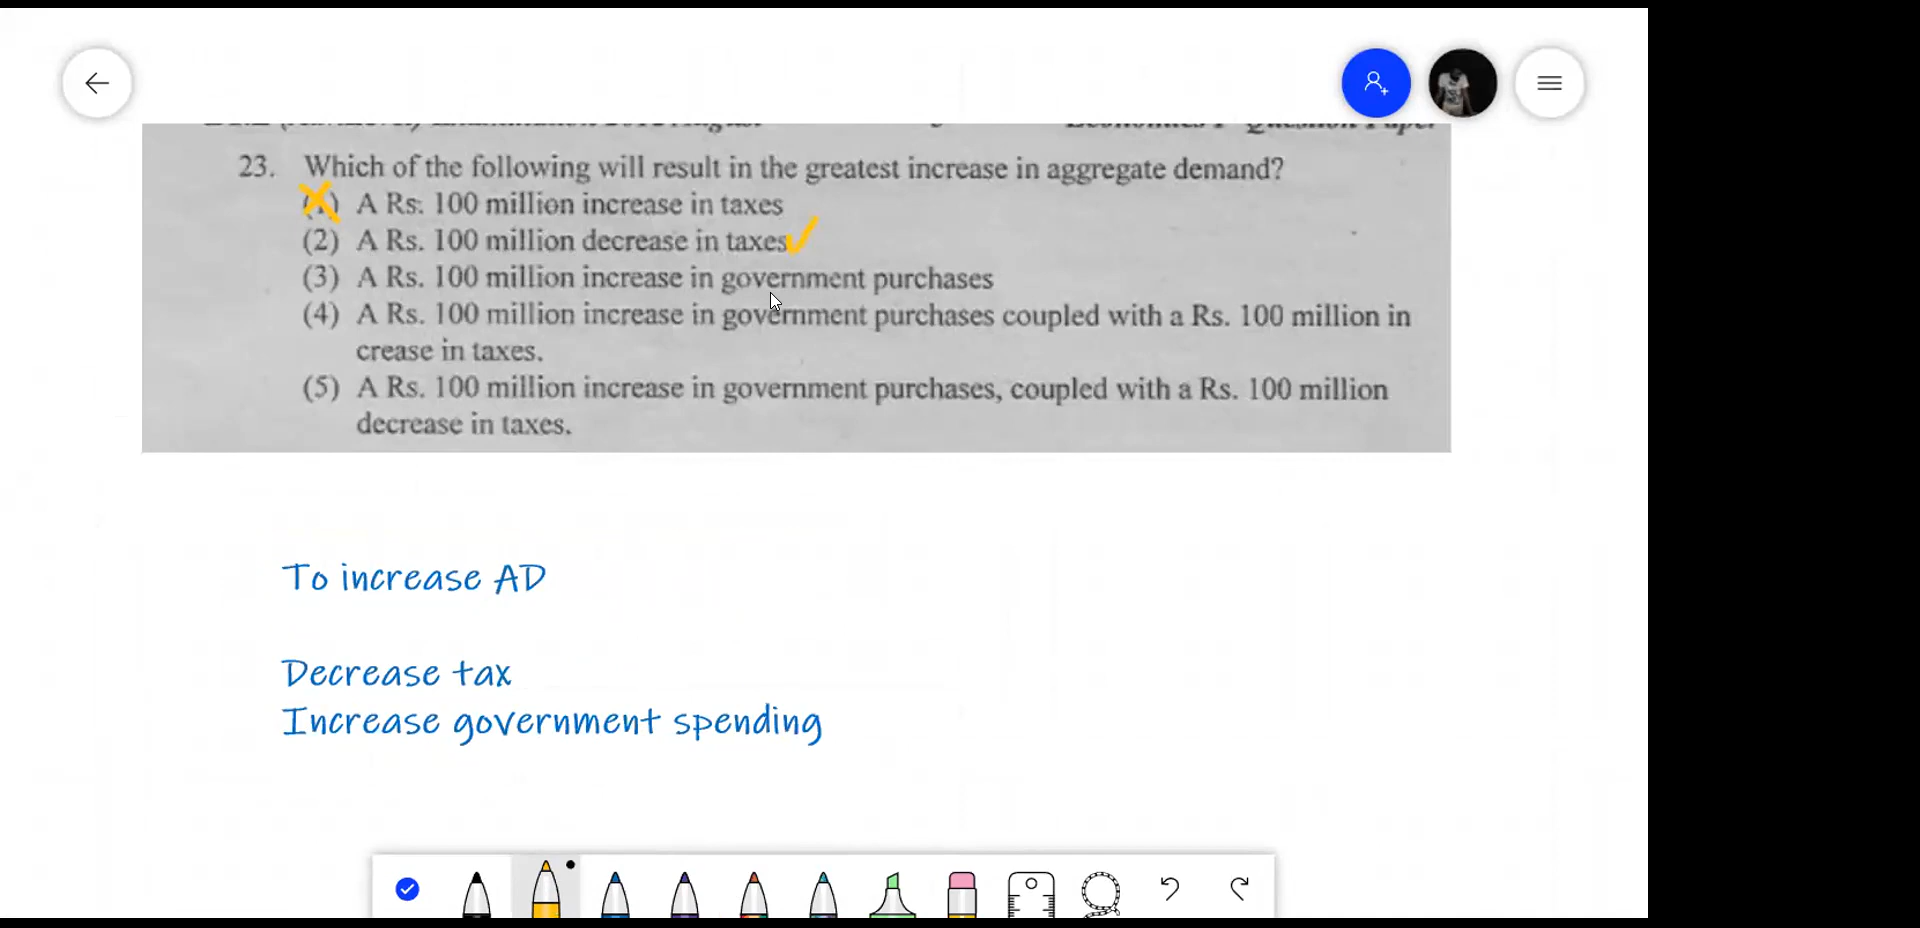 23. Which of the following will result in the greatest increase in aggregate demand?
(1) A Rs. 100 million increase in taxes
(2) A Rs. 100 million decrease in taxes
(3) A Rs. 100 million increase in government purchases
(4) A Rs. 100 million increase in government purchases coupled with a Rs. 100 million in
crease in taxes.
(5) A Rs. 100 million increase in government purchases, coupled with a Rs. 100 million
decrease in taxes.
To increase AD
Decrease tax
Increase government spending